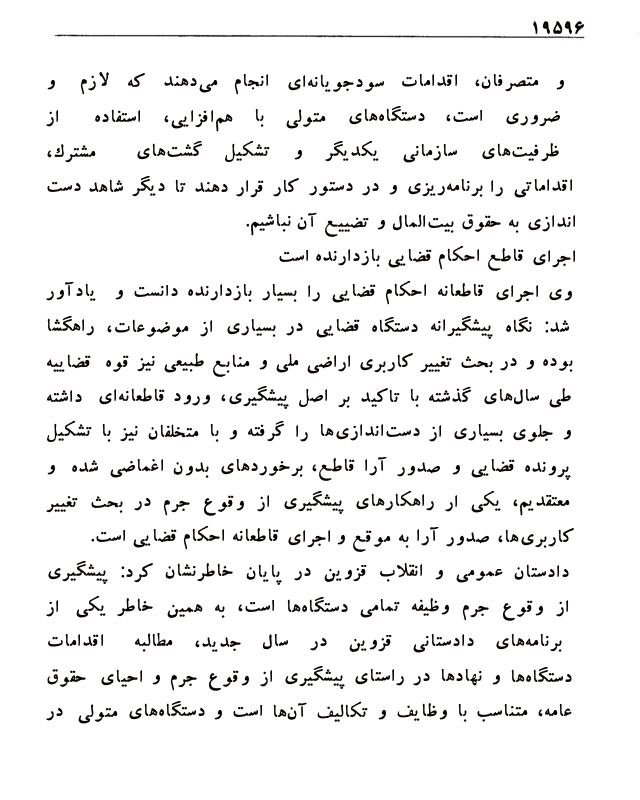 ۱۹۵۹۶
و متصرفان، اقدامات سودجویانه‌ای انجام می‌دهند که لازم و
ضروری است، دستگاه‌های متولی با هم‌افزایی، استفاده از
ظرفیت‌های سازمانی یکدیگر و تشکیل گشت‌های مشترك،
اقداماتی را برنامه‌ریزی و در دستور کار قرار دهند تا دیگر شاهد دست
اندازی به حقوق بیت‌المال و تضییع آن نباشیم.
اجرای قاطع احکام قضایی بازدارنده است
وی اجرای قاطعانه احکام قضایی را بسیار بازدارنده دانست و یادآور
شد: نگاه پیشگیرانه دستگاه قضایی در بسیاری از موضوعات، راهگشا
بوده و در بحث تغییر کاربری اراضی ملی و منابع طبیعی نیز قوه قضاییه
طی سال‌های گذشته با تاکید بر اصل پیشگیری، ورود قاطعانه‌ای داشته
و جلوی بسیاری از دست‌اندازی‌ها را گرفته و با متخلفان نیز با تشکیل
پرونده قضایی و صدور آرا قاطع، برخوردهای بدون اغماضی شده و
معتقدیم، یکی ار راهکارهای پیشگیری از وقوع جرم در بحث تغییر
کاربری‌ها، صدور آرا به موقع و اجرای قاطعانه احکام قضایی است.
دادستان عمومی و انقلاب قزوین در پایان خاطرنشان کرد: پیشگیری
از وقوع جرم وظیفه تمامی دستگاه‌ها است، به همین خاطر یکی از
برنامه‌های دادستانی قزوین در سال جدید، مطالبه اقدامات
دستگاه‌ها و نهادها در راستای پیشگیری از وقوع جرم و احیای حقوق
عامه، متناسب با وظایف و تکالیف آن‌ها است و دستگاه‌های متولی در